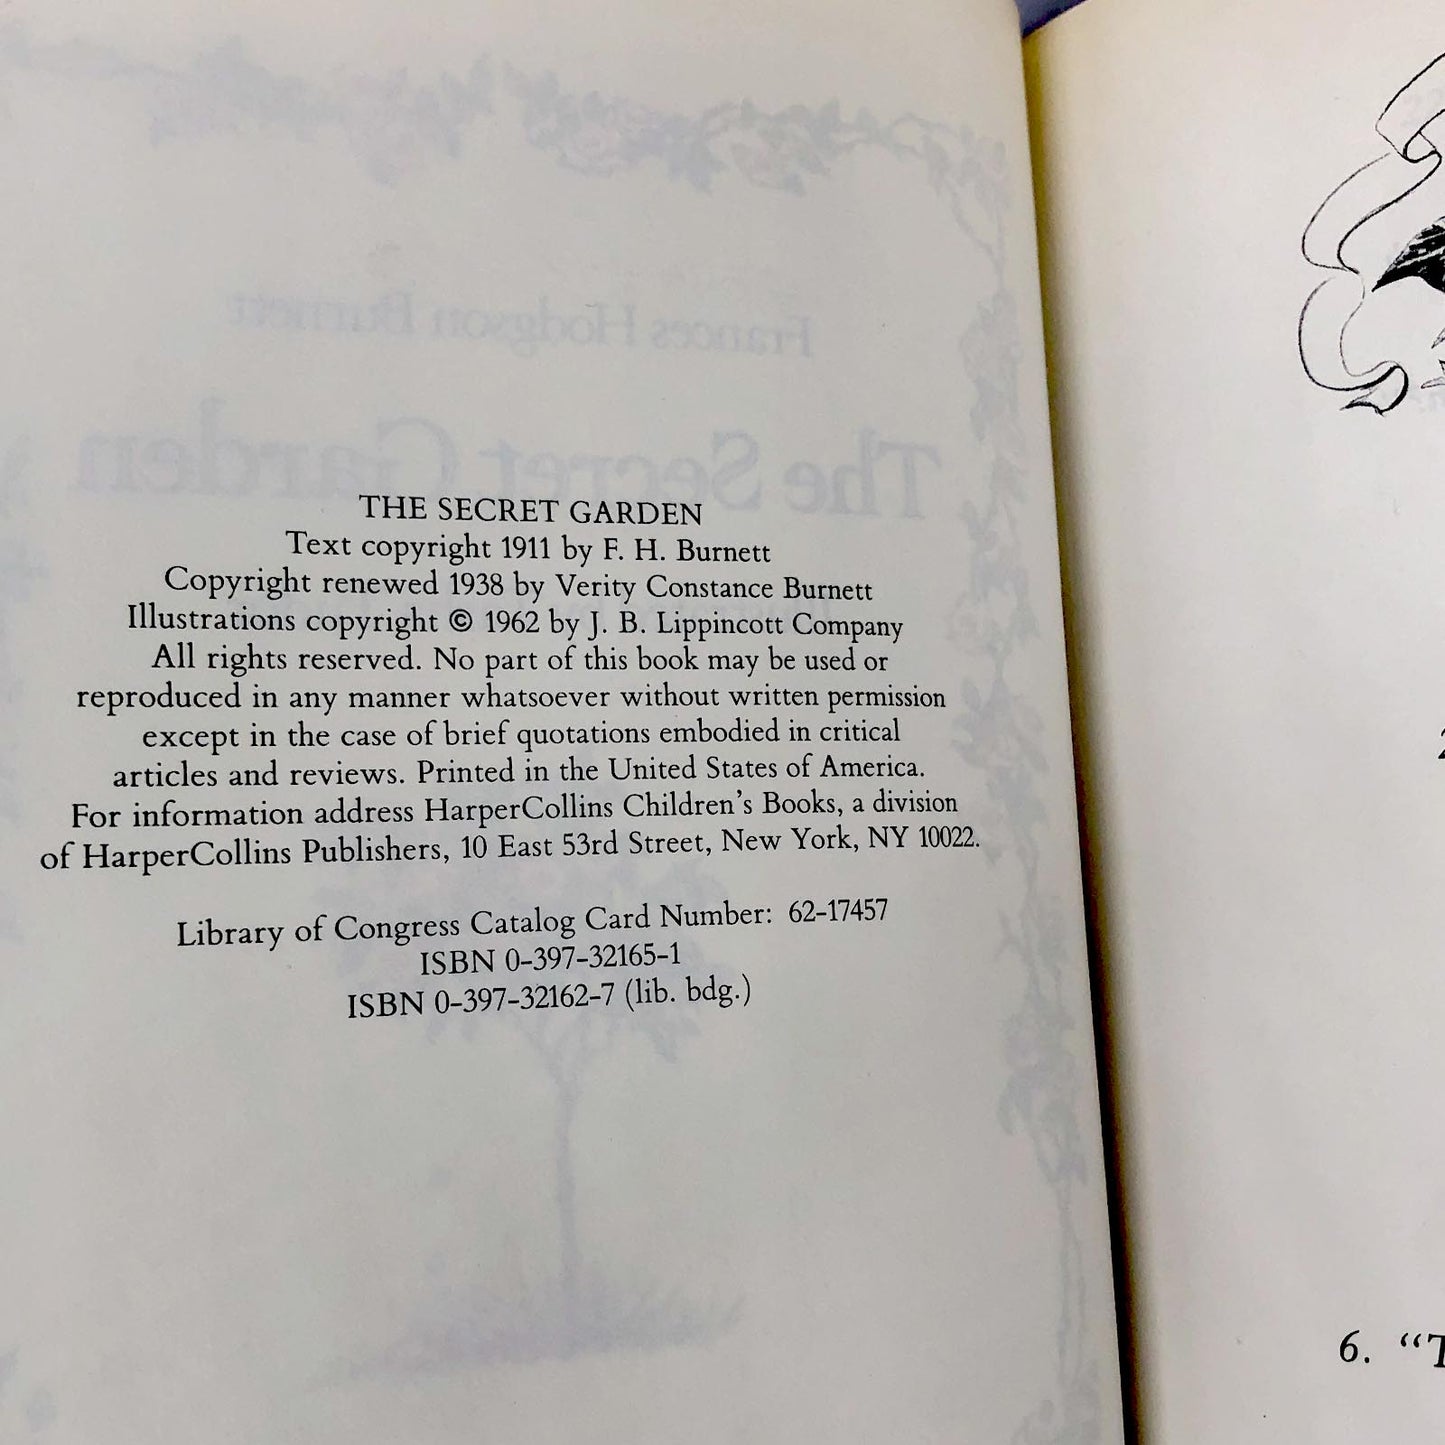 Frances Hodgson Burnett
The Secret Garden
THE SECRET GARDEN
Text copyright 1911 by F. H. Burnett
Copyright renewed 1938 by Verity Constance Burnett
Illustrations copyright © 1962 by J. B. Lippincott Company
All rights reserved. No part of this book may be used or
reproduced in any manner whatsoever without written permission
except in the case of brief quotations embodied in critical
articles and reviews. Printed in the United States of America.
For information address HarperCollins Children's Books, a division
of HarperCollins Publishers, 10 East 53rd Street, New York, NY 10022.
Library of Congress Catalog Card Number: 62-17457
ISBN 0-397-32165-1
ISBN 0-397-32162-7 (lib. bdg.)
6. “T